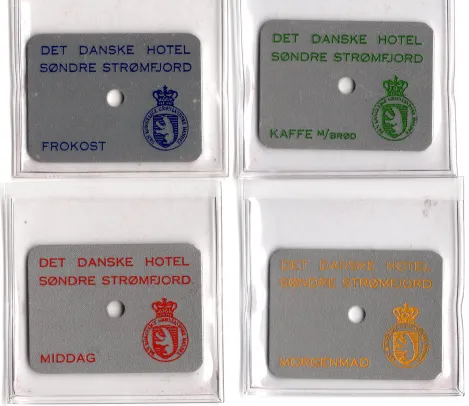 DET DANSKE HOTEL
SØNDRE STRØMFJORD
FROKOST
DET DANSKE HOTEL
SØNDRE STRØMFJORD
KAFFE M/BRØD
DET DANSKE HOTEL
SØNDRE STRØMFJORD
MIDDAG
DET DANSKE HOTEL
SØNDRE STRØMFJORD
MORGENMAD